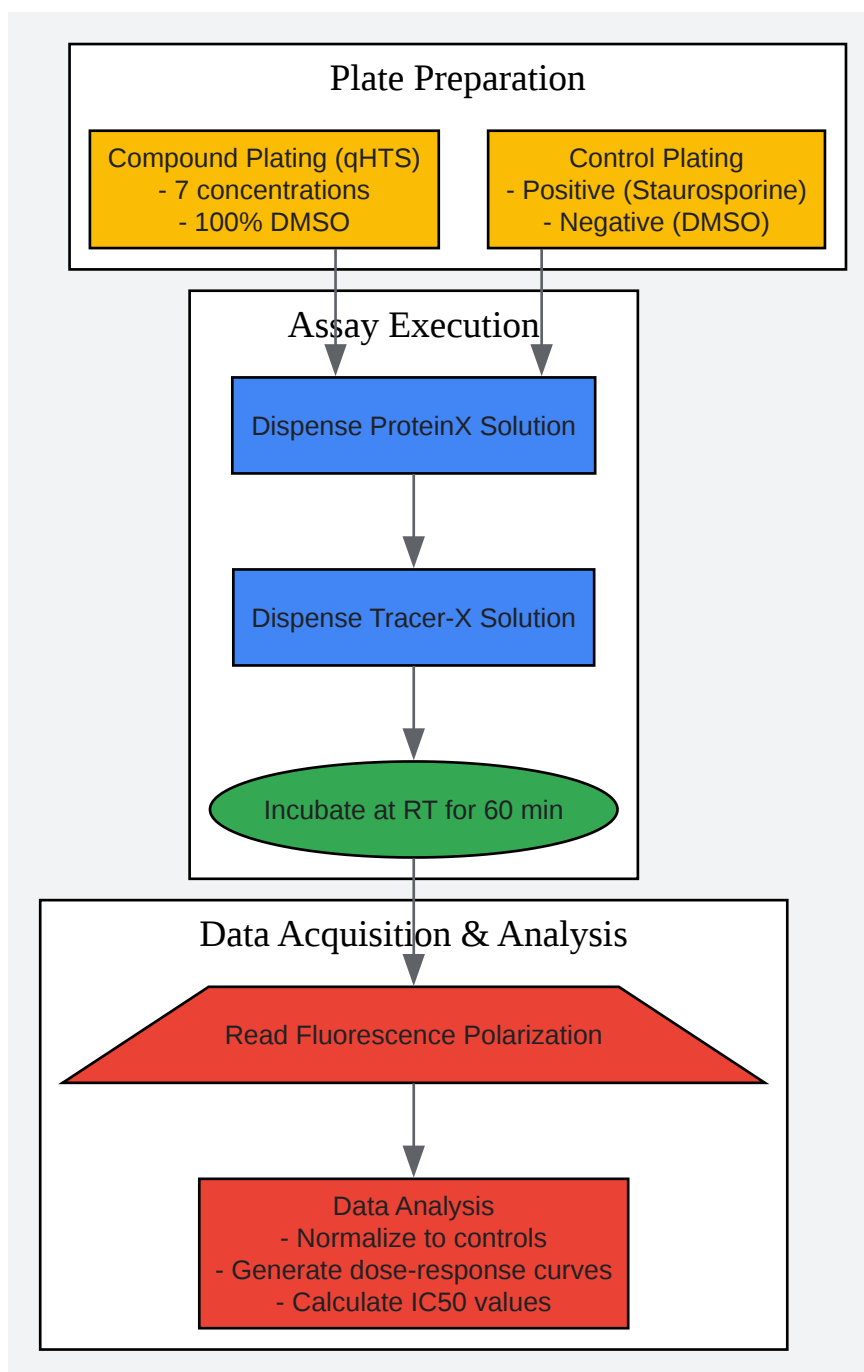 Plate Preparation
Compound Plating (qHTS)
- 7 concentrations
- 100% DMSO
Control Plating
- Positive (Staurosporine)
- Negative (DMSO)
Assay Execution
Dispense ProteinX Solution
Dispense Tracer-X Solution
Incubate at RT for 60 min
Data Acquisition & Analysis
Read Fluorescence Polarization
Data Analysis
- Normalize to controls
- Generate dose-response curves
- Calculate IC50 values